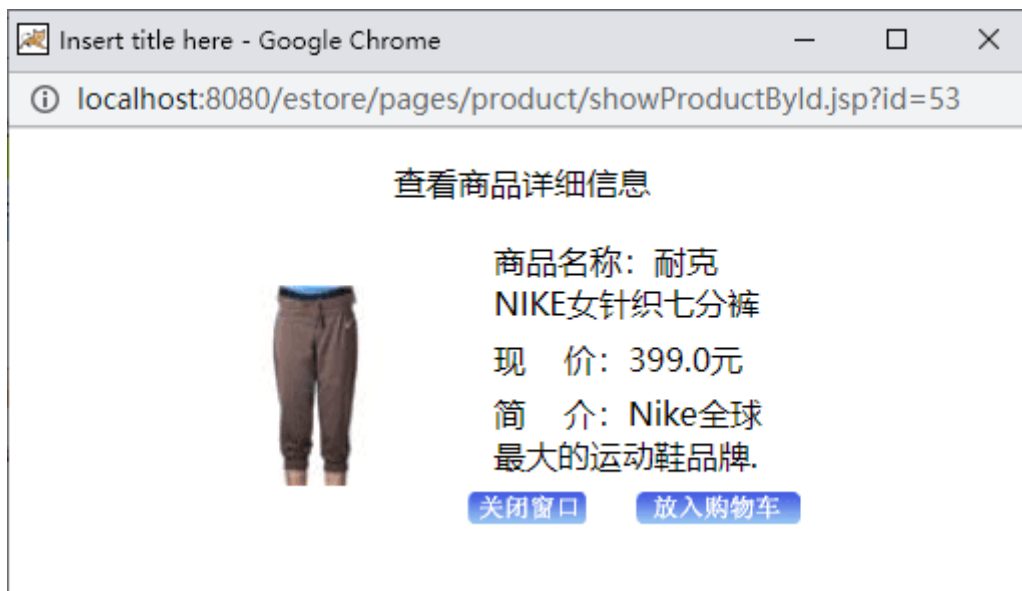 Insert title here - Google Chrome
localhost:8080/estore/pages/product/showProductById.jsp?id=53
查看商品详细信息
商品名称：耐克
NIKE女针织七分裤
现 价：399.0元
简 介：Nike全球
最大的运动鞋品牌.
关闭窗口 放入购物车